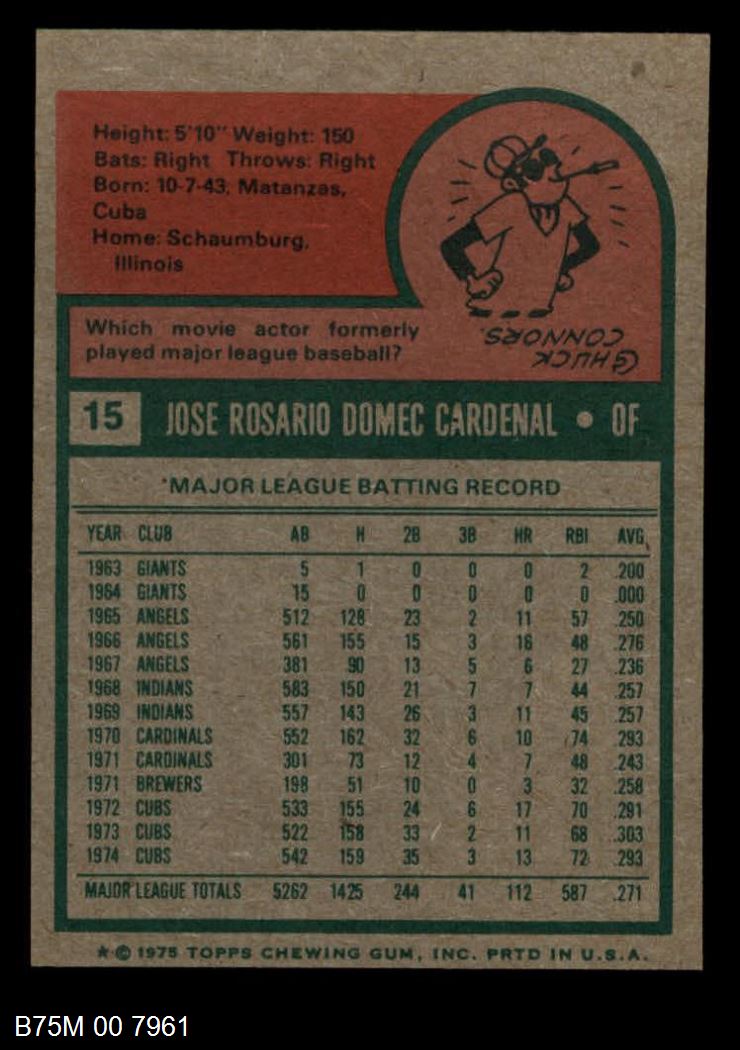 Height: 5'10" Weight: 150
Bats: Right Throws: Right
Born: 10-7-43, Matanzas,
Cuba
Home: Schaumburg,
Illinois
CHUCK
CONNORS.
Which movie actor formerly
played major league baseball?
15 JOSE ROSARIO DOMEC CARDENAL • OF
MAJOR LEAGUE BATTING RECORD
YEAR CLUB AB H 2B 3B HR RBI AVG.
1963 GIANTS 5 1 0 0 0 2 .200
1964 GIANTS 15 0 0 0 0 0 .000
1965 ANGELS 512 128 23 2 11 57 .250
1966 ANGELS 561 155 15 3 16 48 .276
1967 ANGELS 381 90 13 5 6 27 .236
1968 INDIANS 583 150 21 7 7 44 .257
1969 INDIANS 557 143 26 3 11 45 .257
1970 CARDINALS 552 162 32 6 10 74 .293
1971 CARDINALS 301 73 12 4 7 48 .243
1971 BREWERS 198 51 10 0 3 32 .258
1972 CUBS 533 155 24 6 17 70 .291
1973 CUBS 522 158 33 2 11 68 .303
1974 CUBS 542 159 35 3 13 72 .293
MAJOR LEAGUE TOTALS 5262 1425 244 41 112 587 .271
★ © 1975 TOPPS CHEWING GUM, INC. PRTD IN U.S.A.
B75M 00 7961